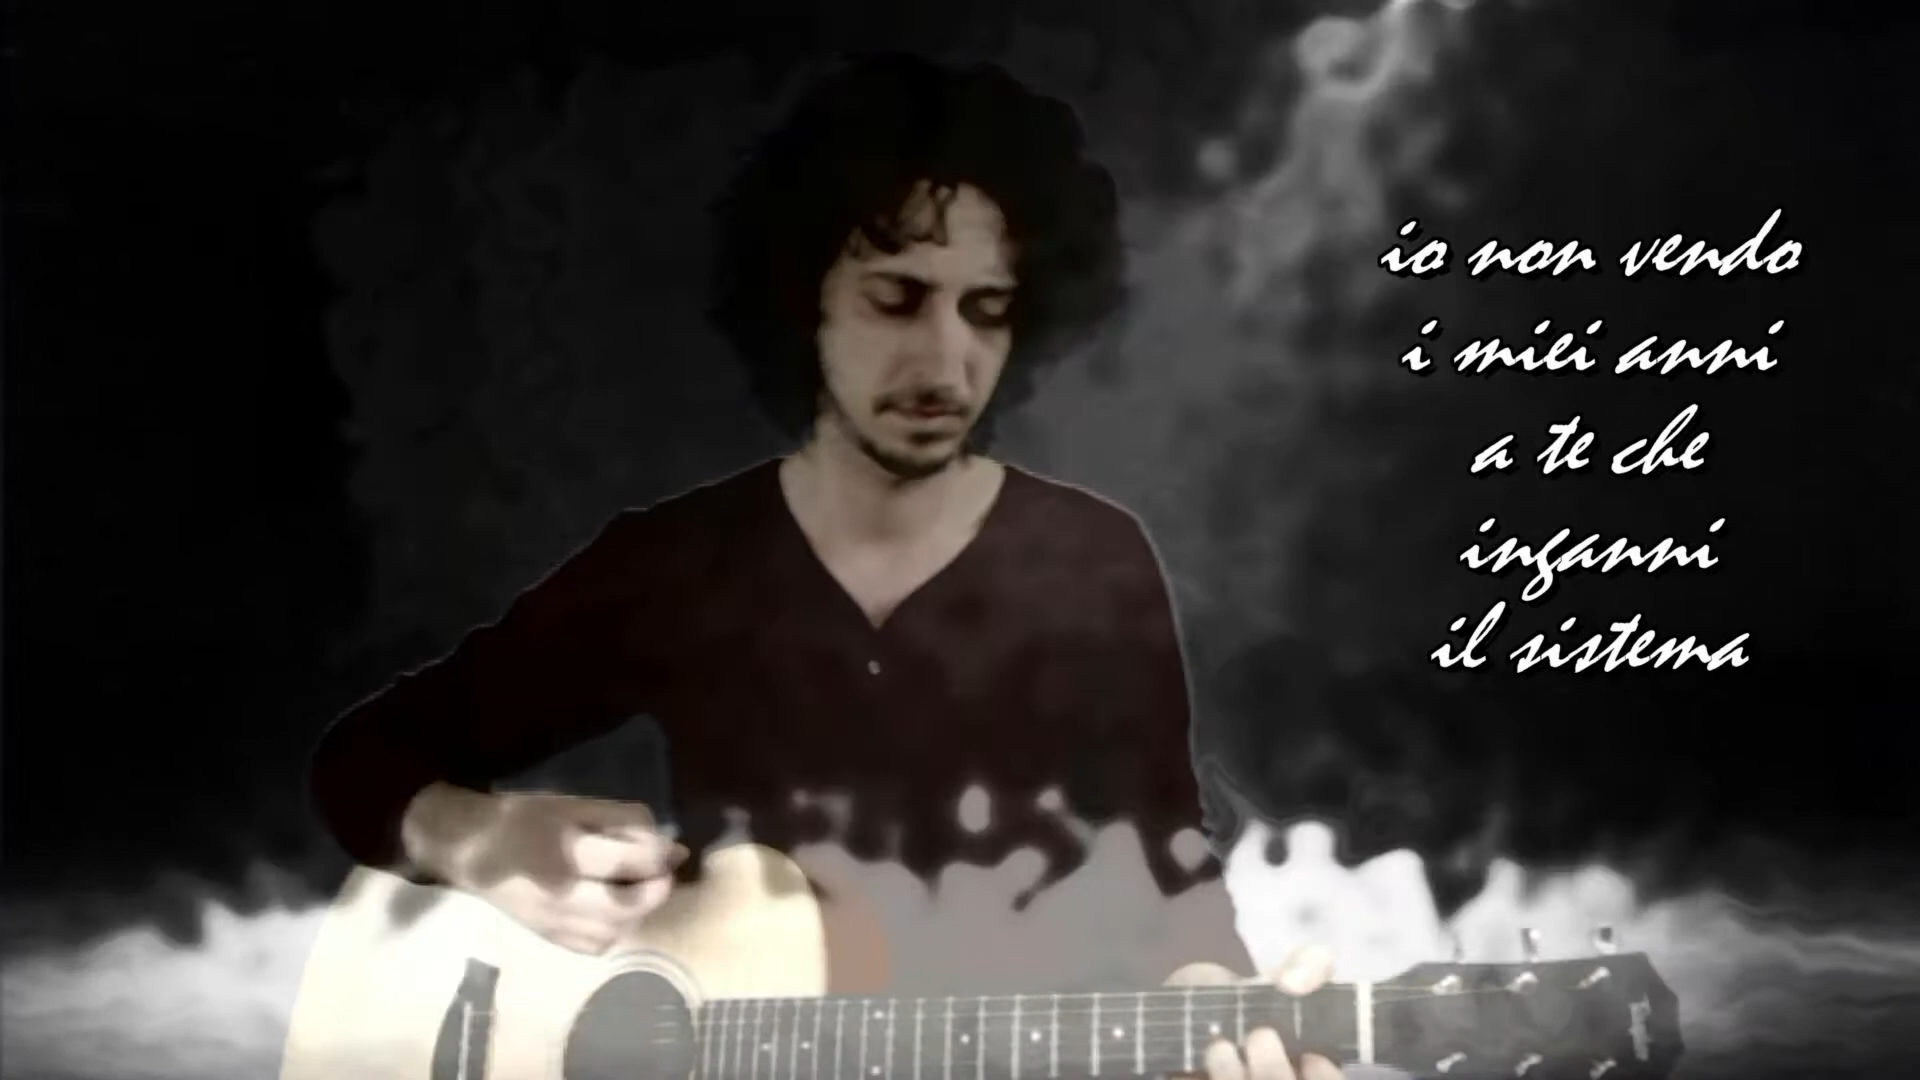 io non vendo
i miei anni
a te che
inganni
il sistema